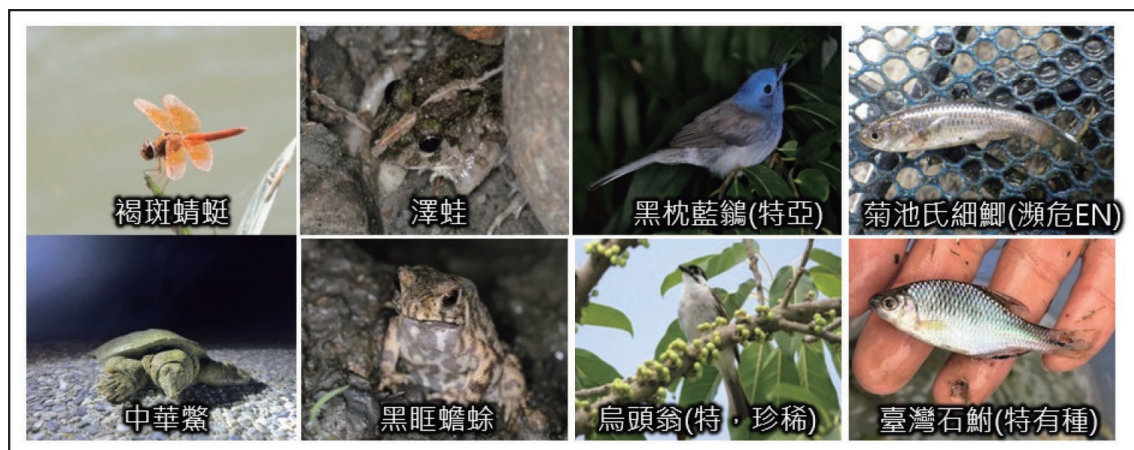 褐斑蜻蜓
澤蛙
黑枕藍鶲(特亞)
菊池氏細鯽(瀕危EN)
中華鱉
黑眶蟾蜍
烏頭翁(特，珍稀)
臺灣石鮒(特有種)